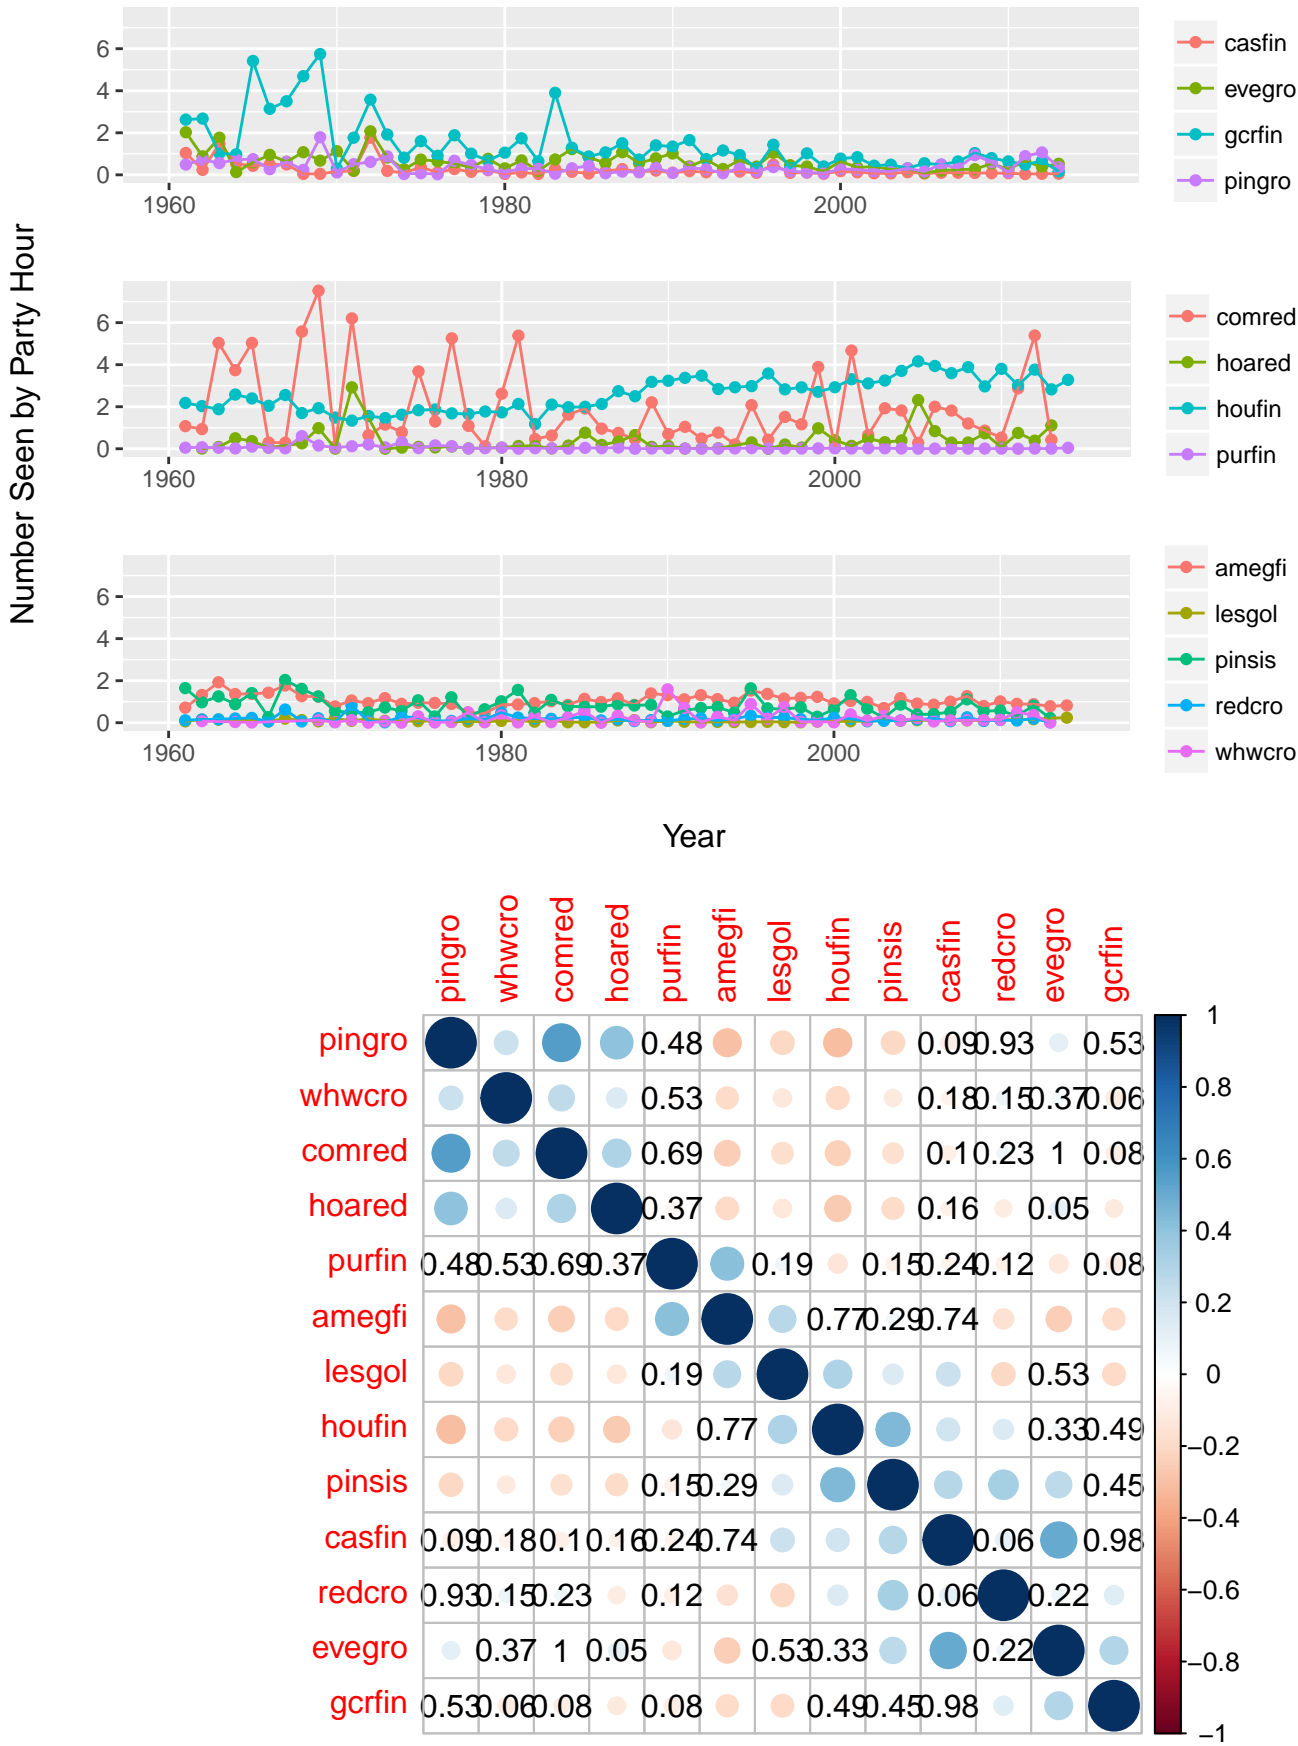 6
4
2
0
1960
1980
2000
casfin
evegro
gcrfin
pingro
Number Seen by Party Hour
6
4
2
0
1960
1980
2000
comred
hoared
houfin
purfin
6
4
2
0
1960
1980
2000
amegfi
lesgol
pinsis
redcro
whwcro
Year
pingro
whwcro
comred
hoared
purfin
amegfi
lesgol
houfin
pinsis
casfin
redcro
evegro
gcrfin
pingro 0.48 0.09 0.93 0.53
whwcro 0.53 0.18 0.15 0.37 0.06
comred 0.69 0.1 0.23 1 0.08
hoared 0.37 0.16 0.05
purfin 0.48 0.53 0.69 0.37 0.19 0.15 0.24 0.12 0.08
amegfi 0.77 0.29 0.74
lesgol 0.19 0.53
houfin 0.77 0.33 0.49
pinsis 0.15 0.29 0.45
casfin 0.09 0.18 0.1 0.16 0.24 0.74 0.06 0.98
redcro 0.93 0.15 0.23 0.12 0.06 0.22
evegro 0.37 1 0.05 0.53 0.33 0.22
gcrfin 0.53 0.06 0.08 0.08 0.49 0.45 0.98
1
0.8
0.6
0.4
0.2
0
−0.2
−0.4
−0.6
−0.8
−1